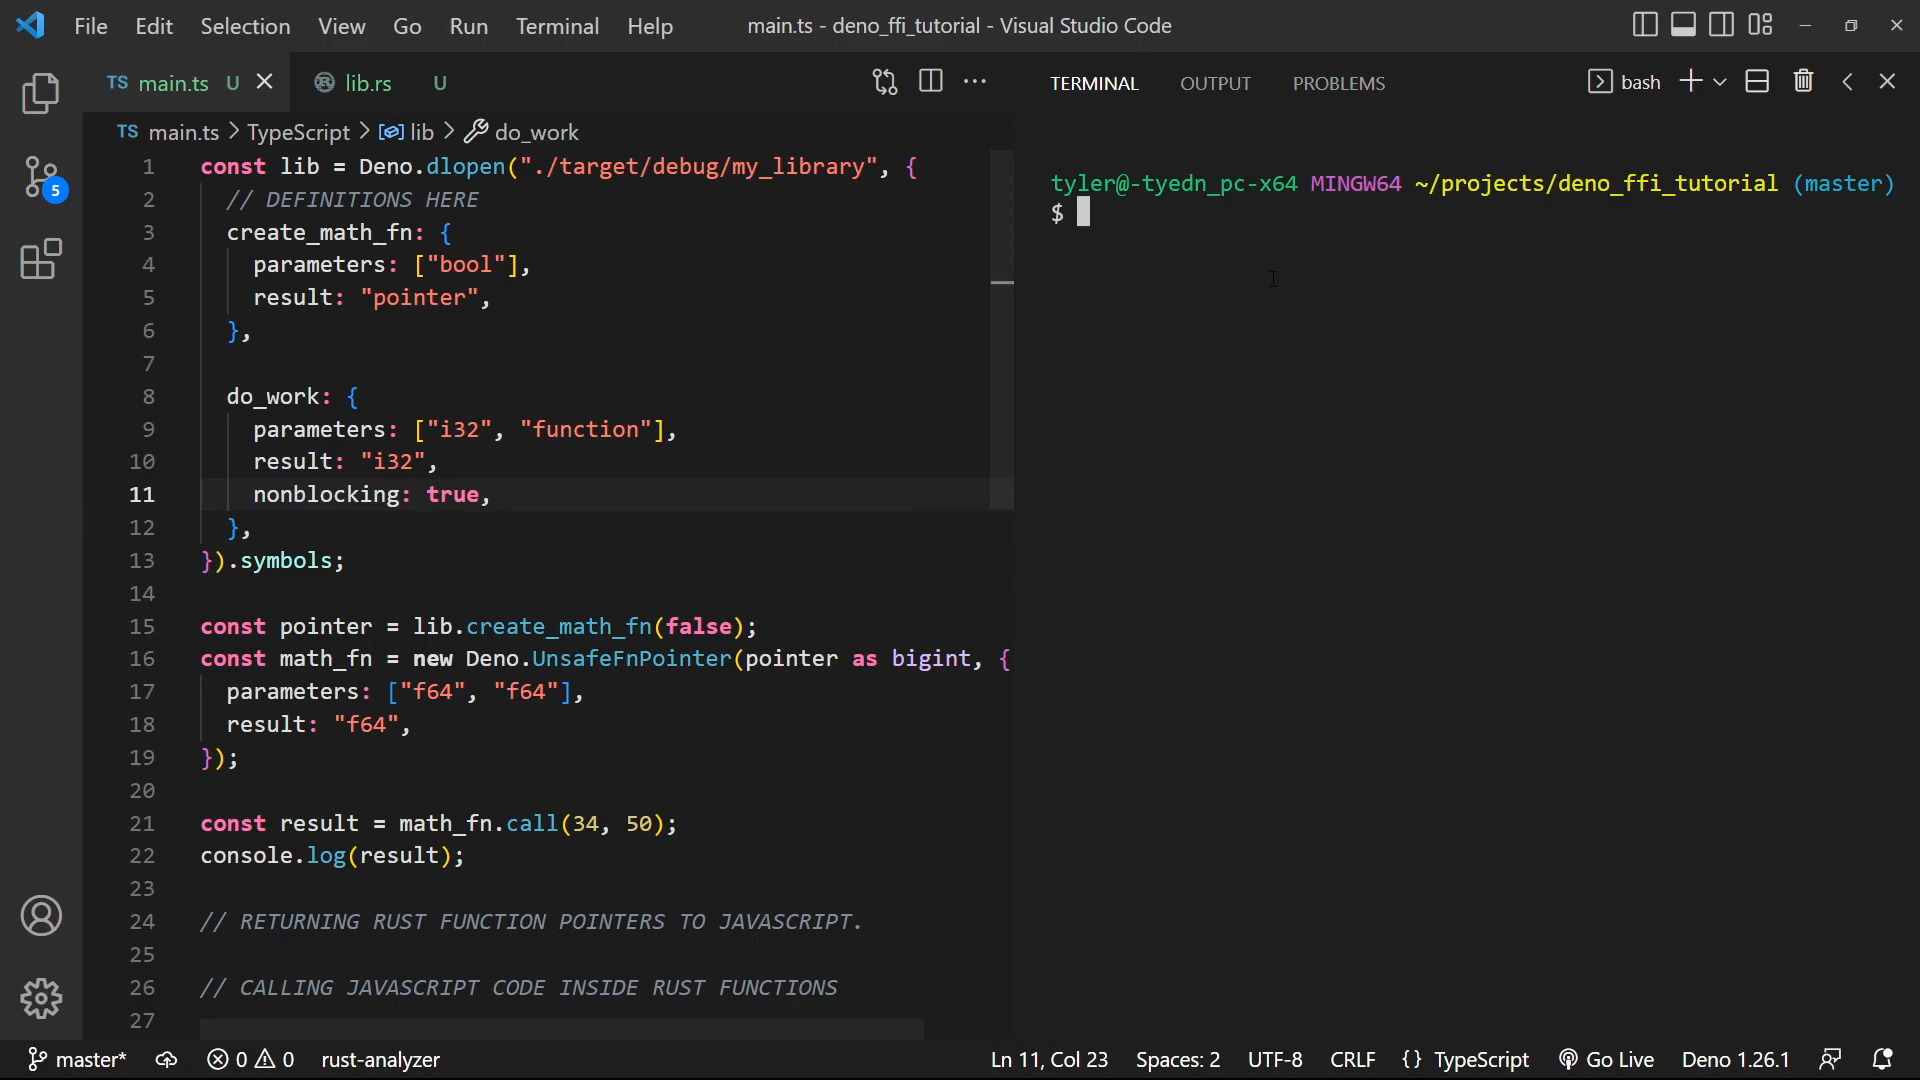 File Edit Selection View Go Run Terminal Help main.ts - deno_ffi_tutorial - Visual Studio Code
TS main.ts U lib.rs U
TERMINAL OUTPUT PROBLEMS bash
TS main.ts > TypeScript > lib > do_work
1 const lib = Deno.dlopen("./target/debug/my_library", {
2 // DEFINITIONS HERE
3 create_math_fn: {
4 parameters: ["bool"],
5 result: "pointer",
6 },
7
8 do_work: {
9 parameters: ["i32", "function"],
10 result: "i32",
11 nonblocking: true,
12 },
13 }).symbols;
14
15 const pointer = lib.create_math_fn(false);
16 const math_fn = new Deno.UnsafeFnPointer(pointer as bigint, {
17 parameters: ["f64", "f64"],
18 result: "f64",
19 });
20
21 const result = math_fn.call(34, 50);
22 console.log(result);
23
24 // RETURNING RUST FUNCTION POINTERS TO JAVASCRIPT.
25
26 // CALLING JAVASCRIPT CODE INSIDE RUST FUNCTIONS
27
tyler@-tyedn_pc-x64 MINGW64 ~/projects/deno_ffi_tutorial (master)
$
5
master* 0 0 rust-analyzer Ln 11, Col 23 Spaces: 2 UTF-8 CRLF {} TypeScript Go Live Deno 1.26.1